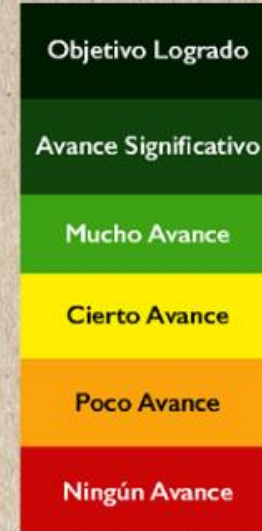 Objetivo Logrado
Avance Significativo
Mucho Avance
Cierto Avance
Poco Avance
Ningún Avance